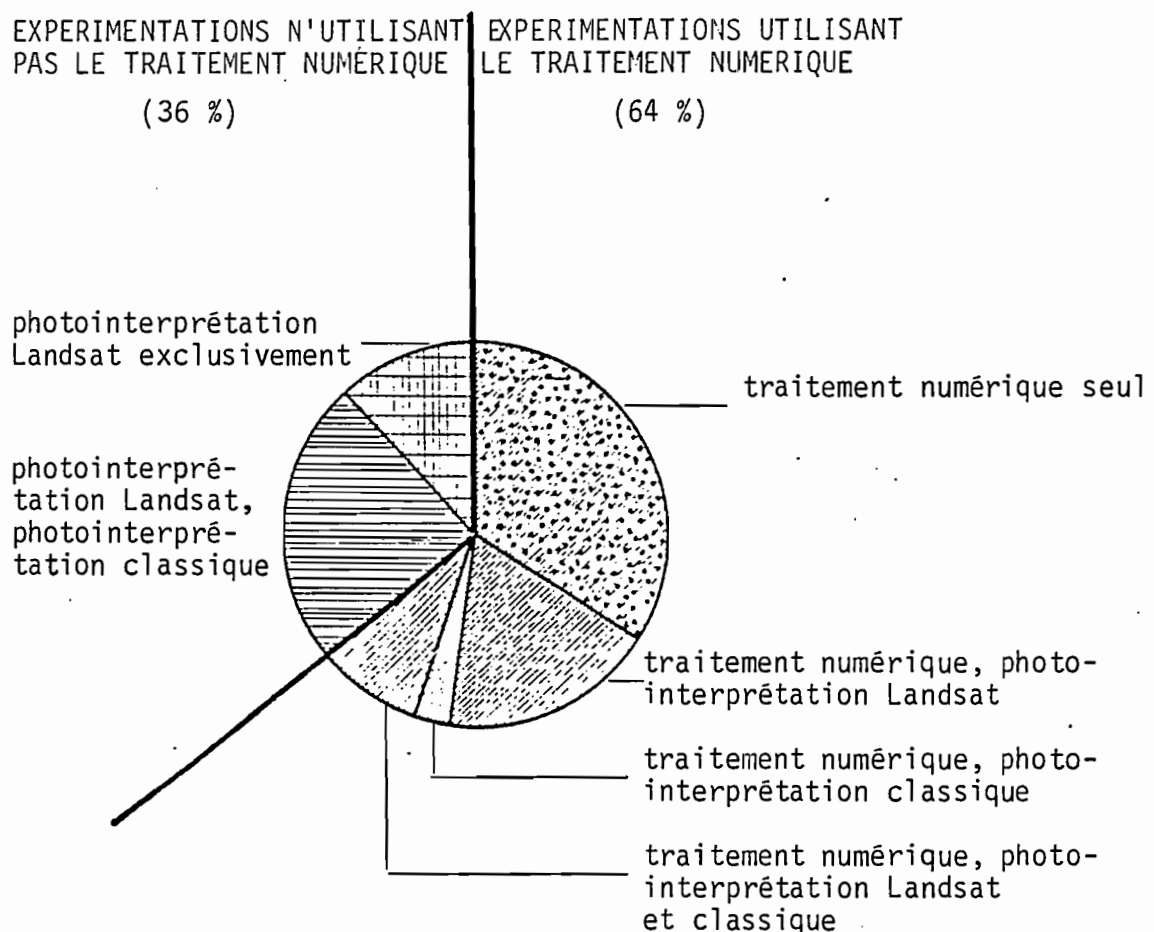 EXPERIMENTATIONS N'UTILISANT
PAS LE TRAITEMENT NUMÉRIQUE
(36 %)
EXPERIMENTATIONS UTILISANT
LE TRAITEMENT NUMERIQUE
(64 %)
photointerprétation
Landsat exclusivement
traitement numérique seul
photointerpré-
tation Landsat,
photointerpré-
tation classique
traitement numérique, photo-
interprétation Landsat
traitement numérique, photo-
interprétation classique
traitement numérique, photo-
interprétation Landsat
et classique